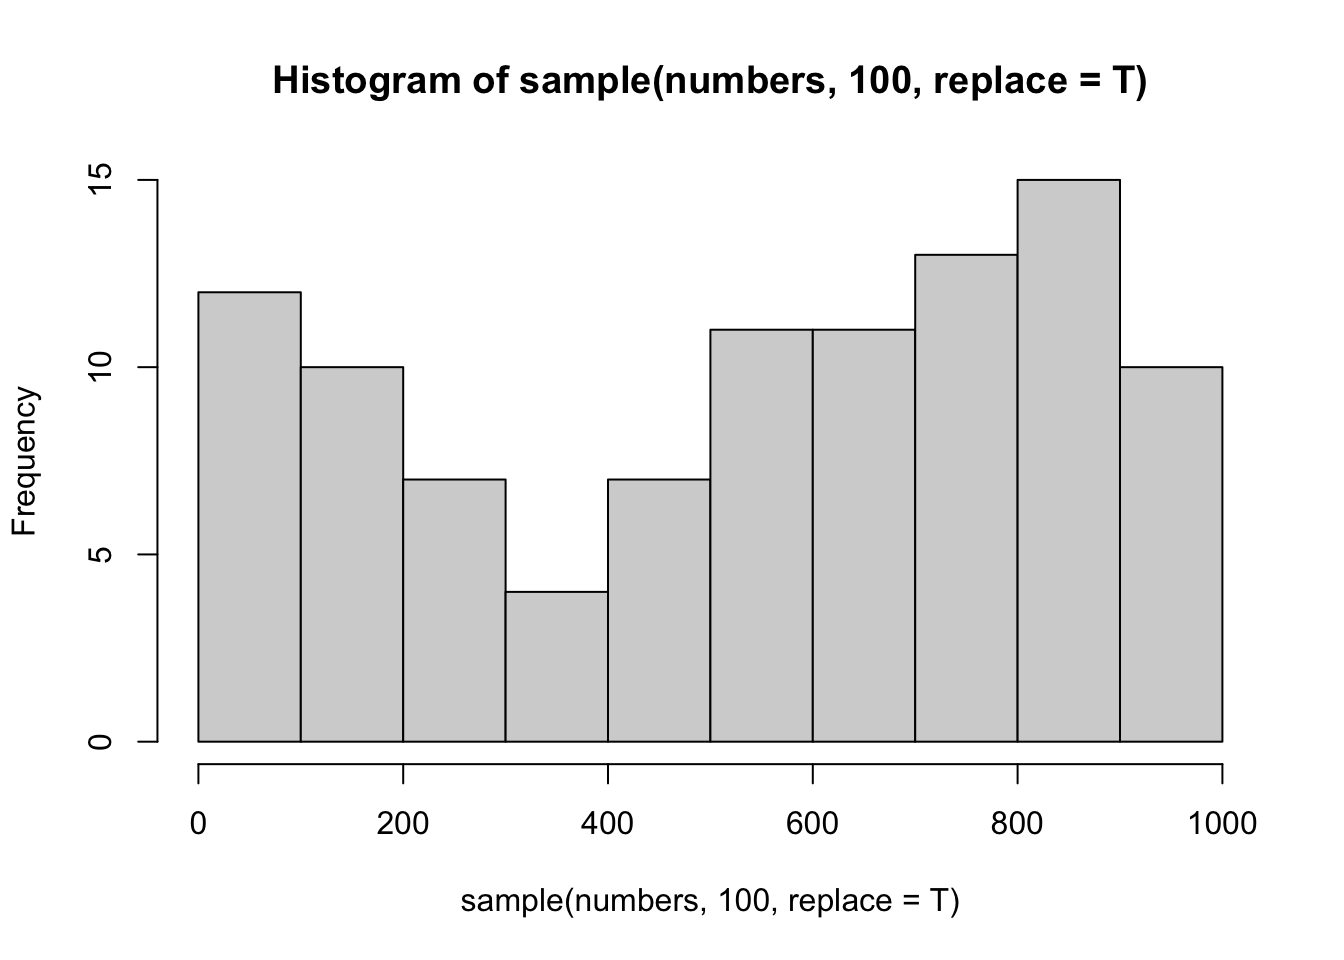 Histogram of sample(numbers, 100, replace = T)
Frequency
15
10
5
0
0 200 400 600 800 1000
sample(numbers, 100, replace = T)